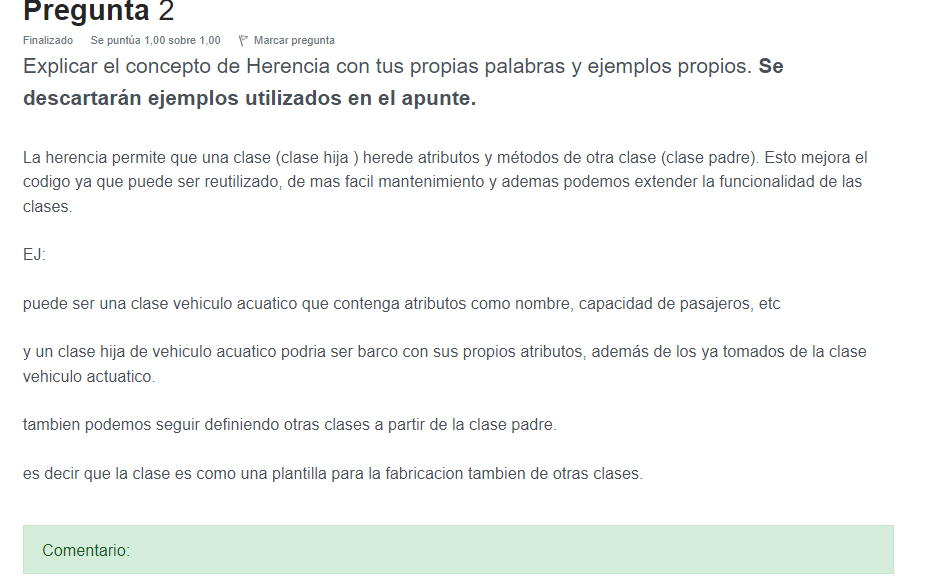 Pregunta 2
Finalizado Se puntúa 1,00 sobre 1,00 Marcar pregunta
Explicar el concepto de Herencia con tus propias palabras y ejemplos propios. Se
descartarán ejemplos utilizados en el apunte.
La herencia permite que una clase (clase hija ) herede atributos y métodos de otra clase (clase padre). Esto mejora el
codigo ya que puede ser reutilizado, de mas facil mantenimiento y ademas podemos extender la funcionalidad de las
clases.
EJ:
puede ser una clase vehiculo acuatico que contenga atributos como nombre, capacidad de pasajeros, etc
y un clase hija de vehiculo acuatico podria ser barco con sus propios atributos, además de los ya tomados de la clase
vehiculo actuatico.
tambien podemos seguir definiendo otras clases a partir de la clase padre.
es decir que la clase es como una plantilla para la fabricacion tambien de otras clases.
Comentario: